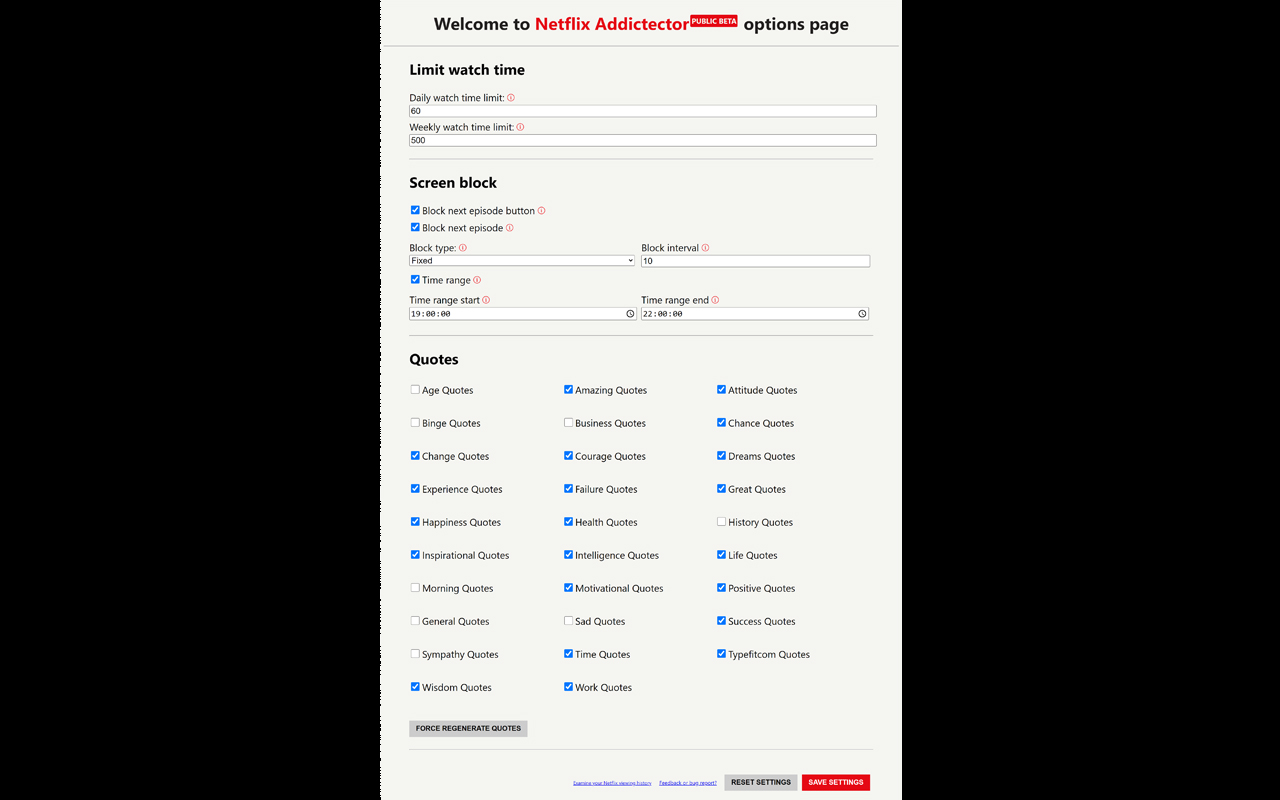 Welcome to Netflix Addictector PUBLIC BETA options page
Limit watch time
Daily watch time limit:
60
Weekly watch time limit:
500
Screen block
Block next episode button
Block next episode
Block type: Block interval
Fixed 10
Time range
Time range start Time range end
19:00:00 22:00:00
Quotes
Age Quotes Amazing Quotes Attitude Quotes
Binge Quotes Business Quotes Chance Quotes
Change Quotes Courage Quotes Dreams Quotes
Experience Quotes Failure Quotes Great Quotes
Happiness Quotes Health Quotes History Quotes
Inspirational Quotes Intelligence Quotes Life Quotes
Morning Quotes Motivational Quotes Positive Quotes
General Quotes Sad Quotes Success Quotes
Sympathy Quotes Time Quotes Typefitcom Quotes
Wisdom Quotes Work Quotes
FORCE REGENERATE QUOTES
Examine your Netflix viewing history Feedback or bug report? RESET SETTINGS SAVE SETTINGS